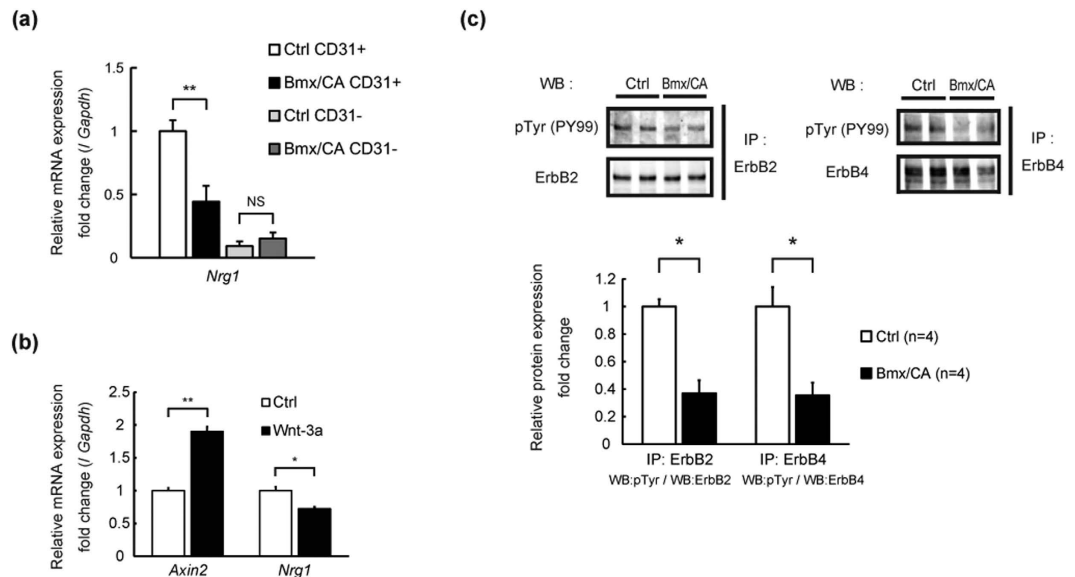 (a)
Relative mRNA expression
fold change (/ Gapdh)
1.5
1
0.5
0
**
NS
Nrg1
Ctrl CD31+
Bmx/CA CD31+
Ctrl CD31-
Bmx/CA CD31-
(b)
Relative mRNA expression
fold change (/ Gapdh)
2.5
2
1.5
1
0.5
0
**
*
Axin2 Nrg1
Ctrl
Wnt-3a
(c)
WB : Ctrl Bmx/CA
pTyr (PY99)
ErbB2
IP :
ErbB2
WB : Ctrl Bmx/CA
pTyr (PY99)
ErbB4
IP :
ErbB4
Relative protein expression
fold change
1.2
1
0.8
0.6
0.4
0.2
0
*
*
IP: ErbB2 IP: ErbB4
WB:pTyr / WB:ErbB2 WB:pTyr / WB:ErbB4
Ctrl (n=4)
Bmx/CA (n=4)